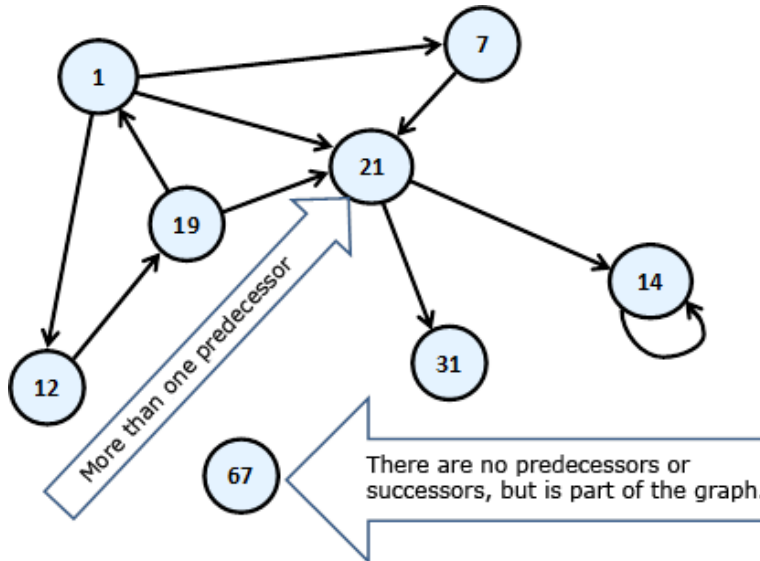 7
1
21
19
14
31
12
More than one predecessor
67
There are no predecessors or
successors, but is part of the graph.